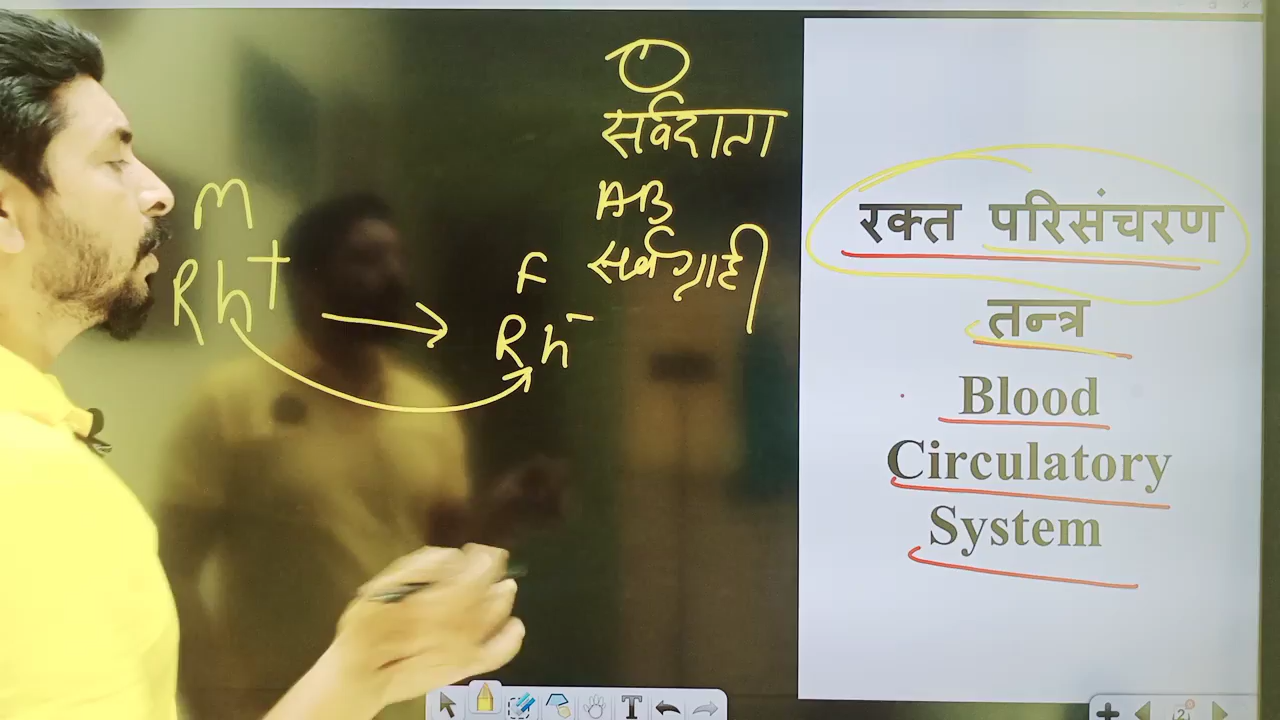 O
सर्वदाता
AB
सर्वग्राही
M
Rh+
F
Rh-
रक्त परिसंचरण
तन्त्र
Blood
Circulatory
System
T